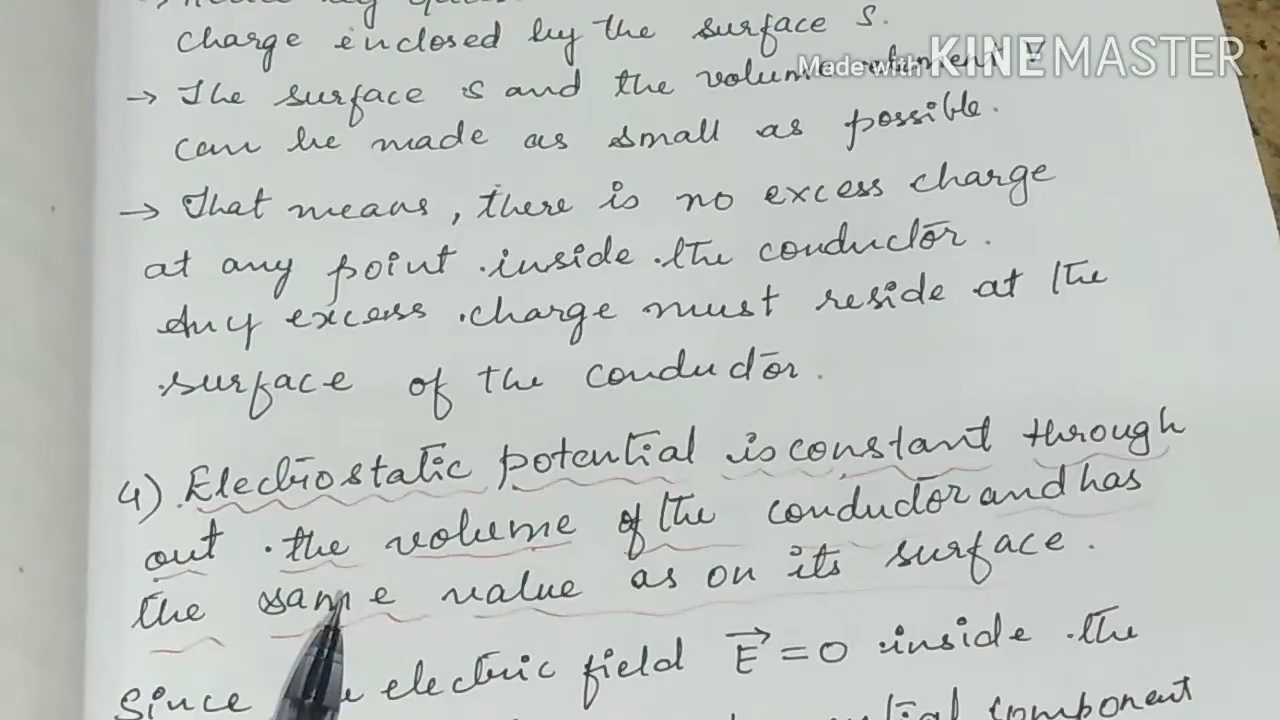 charge enclosed by the surface S.
Made with KINEMASTER
→ The surface S and the volume element V
can be made as small as possible.
→ That means, there is no excess charge
at any point inside the conductor.
Any excess charge must reside at the
surface of the conductor.
4) Electrostatic potential is constant through
out the volume of the conductor and has
the same value as on its surface.
Since electric field E⃗ = 0 inside the
component